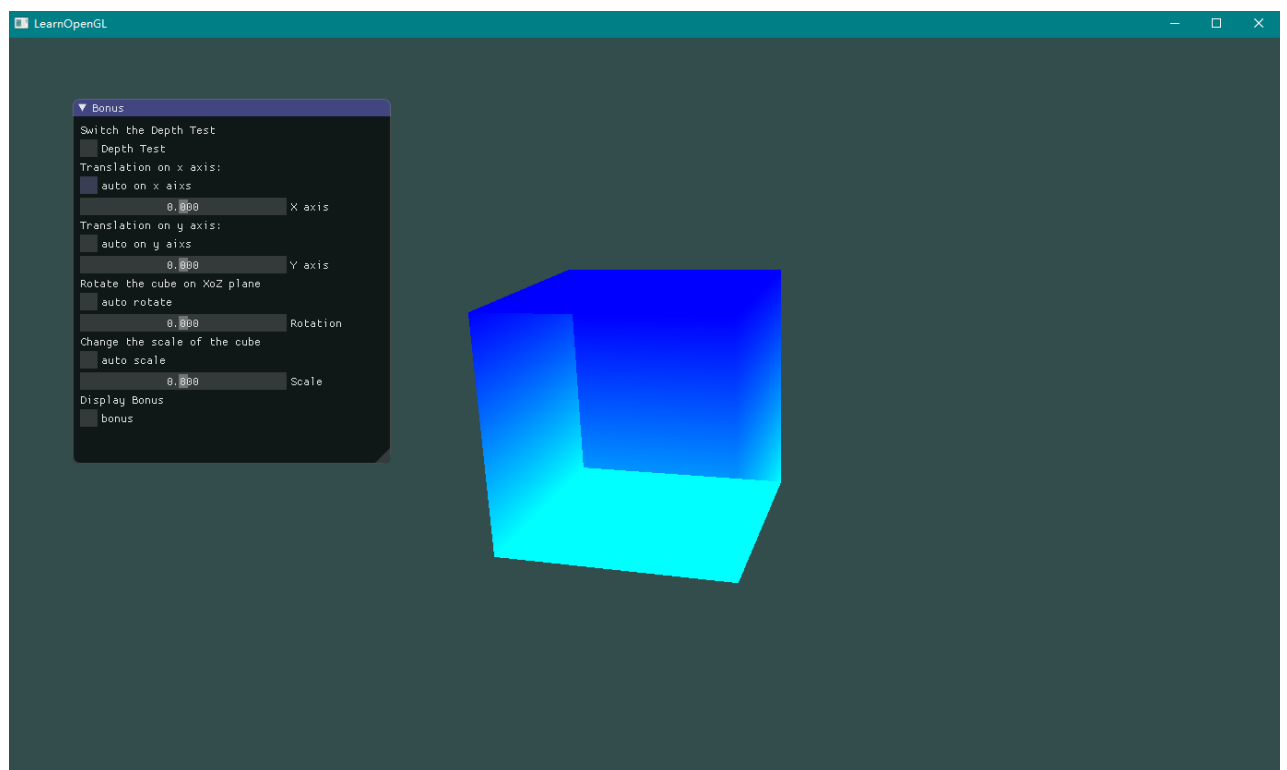 LearnOpenGL
Bonus
Switch the Depth Test
Depth Test
Translation on x axis:
auto on x aixs
0.000 X axis
Translation on y axis:
auto on y aixs
0.000 Y axis
Rotate the cube on XoZ plane
auto rotate
0.000 Rotation
Change the scale of the cube
auto scale
0.800 Scale
Display Bonus
bonus